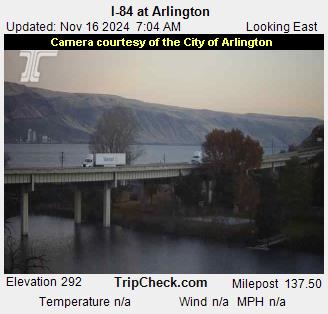 I-84 at Arlington
Updated: Nov 16 2024 7:04 AM Looking East
Camera courtesy of the City of Arlington
Elevation 292 TripCheck.com Milepost 137.50
Temperature n/a Wind n/a MPH n/a